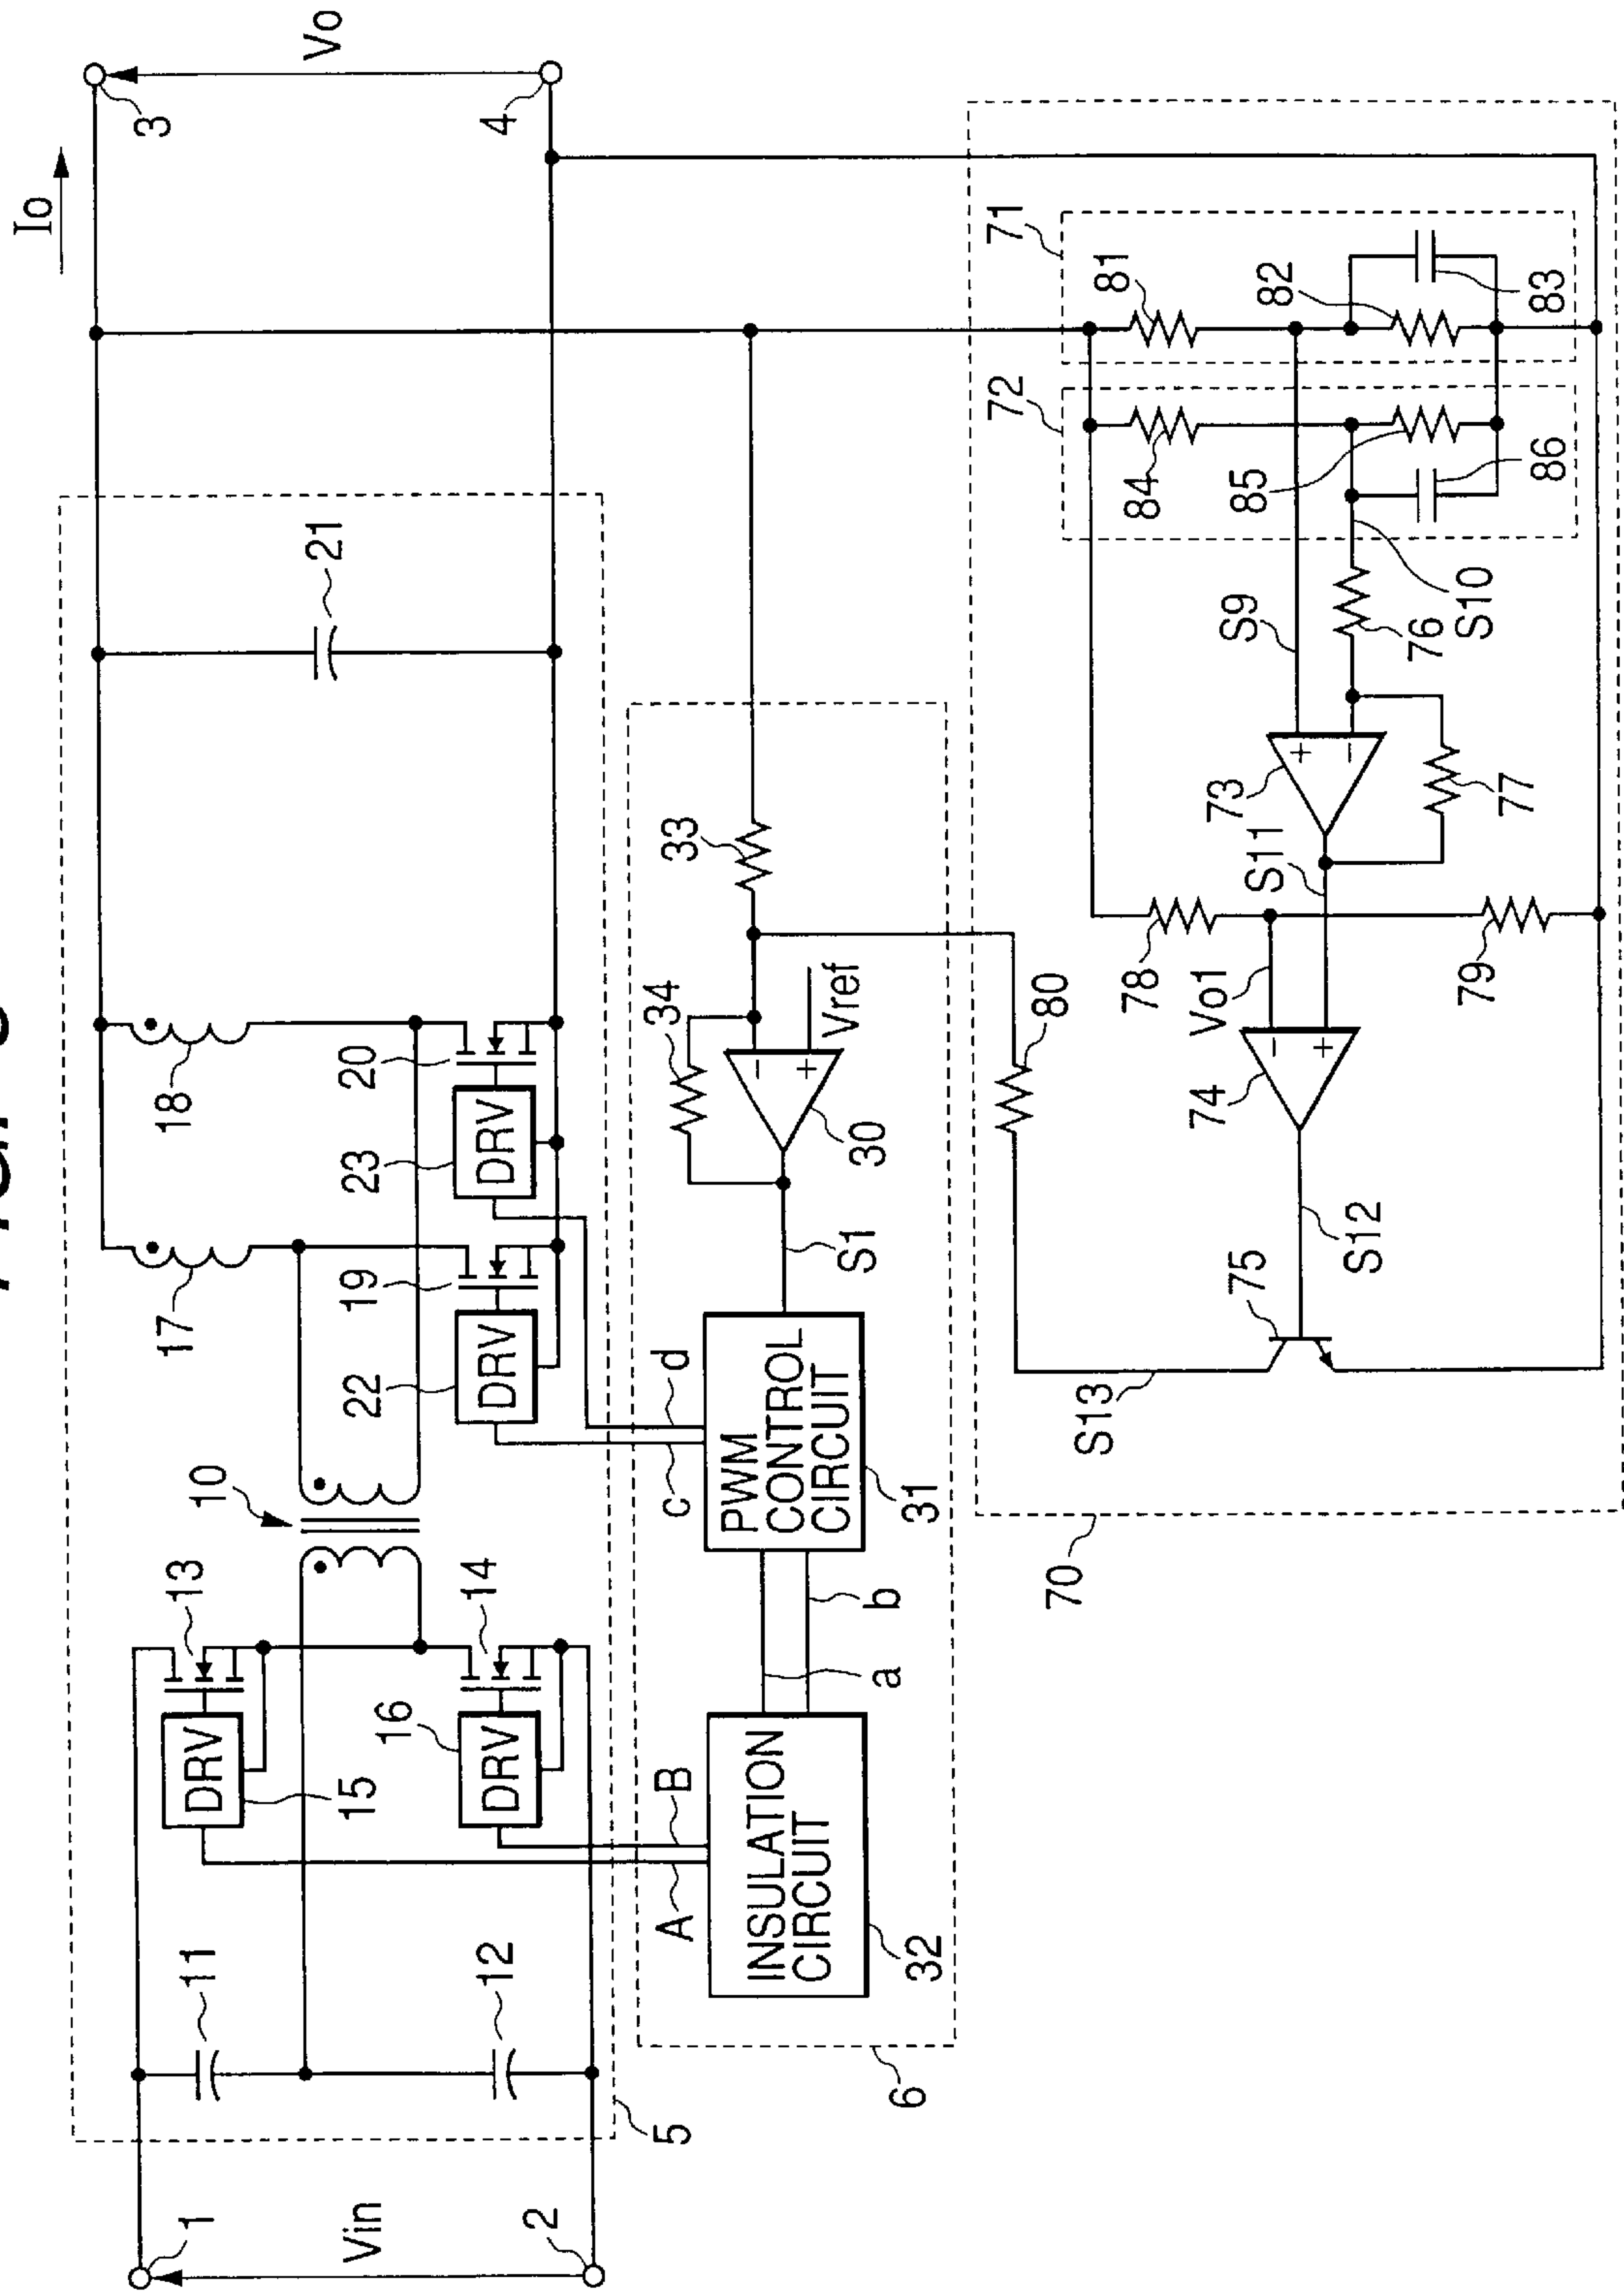 Io
3
Vo
4
1
Vin
2
5
11
12
13
DRV
15
14
16
DRV
10
17
18
19
20
22
DRV
23
DRV
21
A
B
c
d
6
INSULATION
CIRCUIT
32
a
b
PWM
CONTROL
CIRCUIT
31
S1
34
33
Vref
30
70
S13
80
75
S12
74
78
Vo1
79
S11
73
77
S9
76
S10
72
71
84
85
86
81
82
83